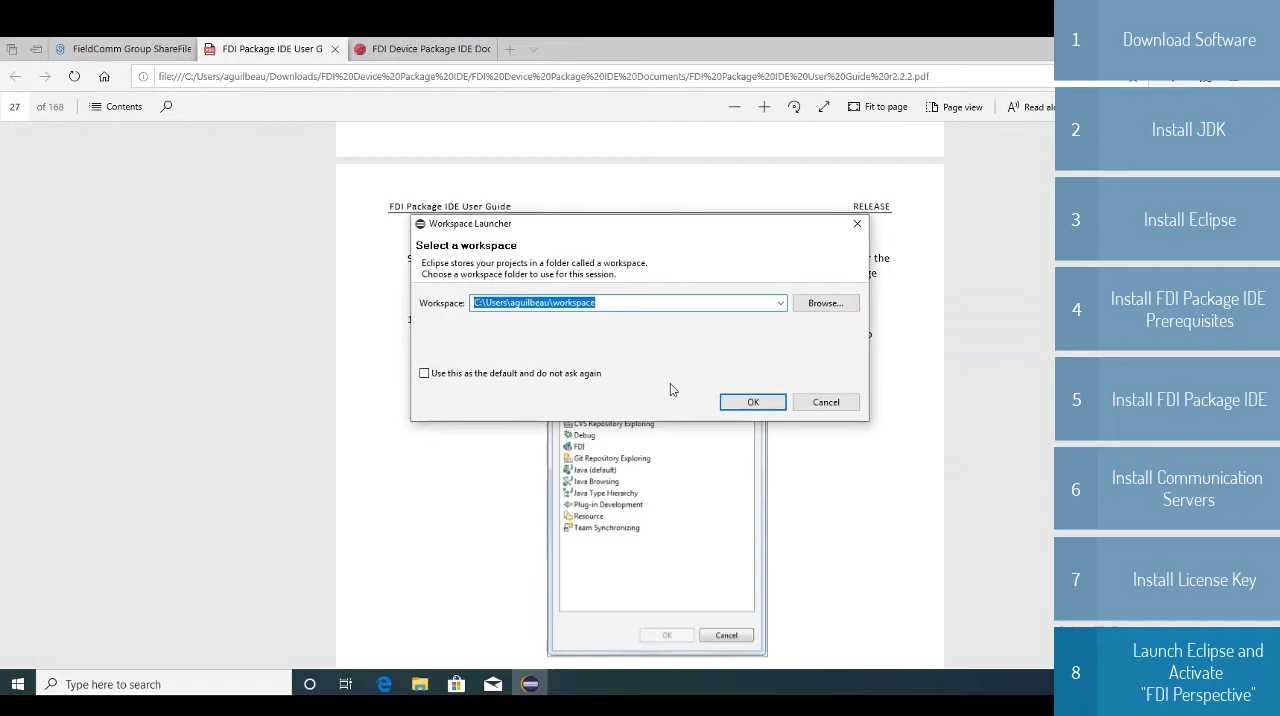 FieldComm Group ShareFile
FDI Package IDE User G
FDI Device Package IDE Doc
file:///C:/Users/aguilbeau/Downloads/FDI%20Device%20Package%20IDE/FDI%20Device%20Package%20IDE%20Documents/FDI%20Package%20IDE%20User%20Guide%20r2.2.2.pdf
27 of 168 Contents Fit to page Page view Read al
FDI Package IDE User Guide RELEASE
Workspace Launcher
Select a workspace
Eclipse stores your projects in a folder called a workspace.
Choose a workspace folder to use for this session.
the
Workspace: C:\Users\aguilbeau\workspace Browse...
Use this as the default and do not ask again
OK Cancel
CVS Repository Exploring
Debug
FDI
Git Repository Exploring
Java (default)
Java Browsing
Java Type Hierarchy
Plug-in Development
Resource
Team Synchronizing
OK Cancel
Type here to search
1 Download Software
2 Install JDK
3 Install Eclipse
4 Install FDI Package IDE
Prerequisites
5 Install FDI Package IDE
6 Install Communication
Servers
7 Install License Key
8 Launch Eclipse and
Activate
"FDI Perspective"